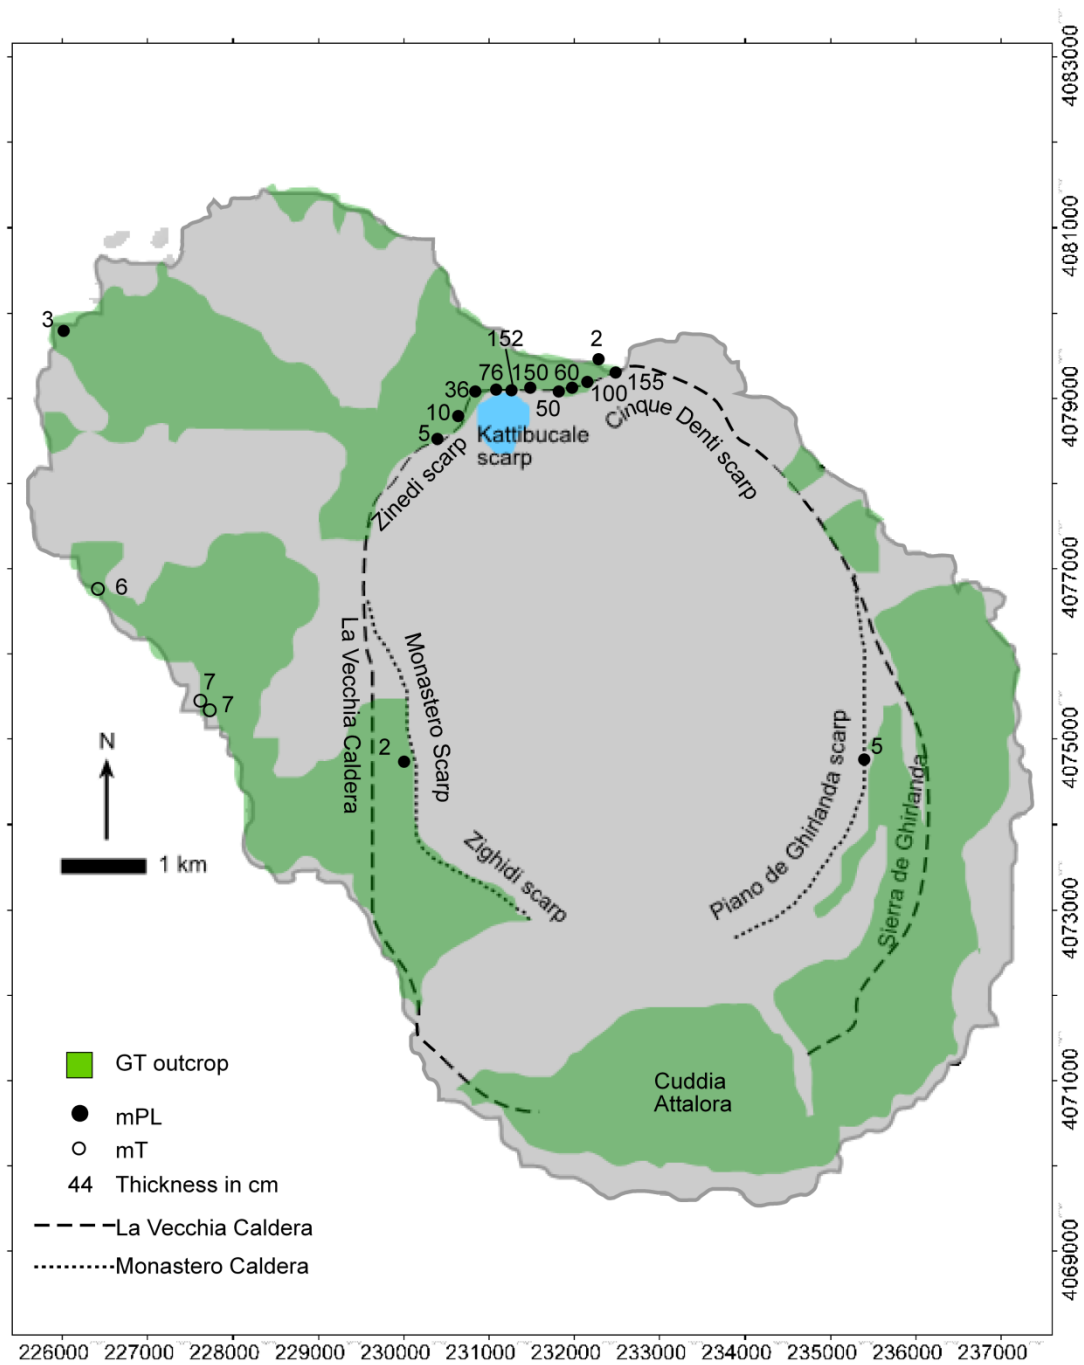 4083000
4081000
4079000
4077000
4075000
4073000
4071000
4069000
3
152
2
76
150
60
36
155
100
50
10
5
Kattibucale
scarp
Cinque Denti scarp
Zinedi scarp
6
La Vecchia Caldera
Monastero Scarp
7
7
2
5
N
Piano de Ghirlanda scarp
Sierra de Ghirlanda
Zighidi scarp
1 km
GT outcrop
Cuddia
Attalora
mPL
mT
44 Thickness in cm
La Vecchia Caldera
Monastero Caldera
226000 227000 228000 229000 230000 231000 232000 233000 234000 235000 236000 237000